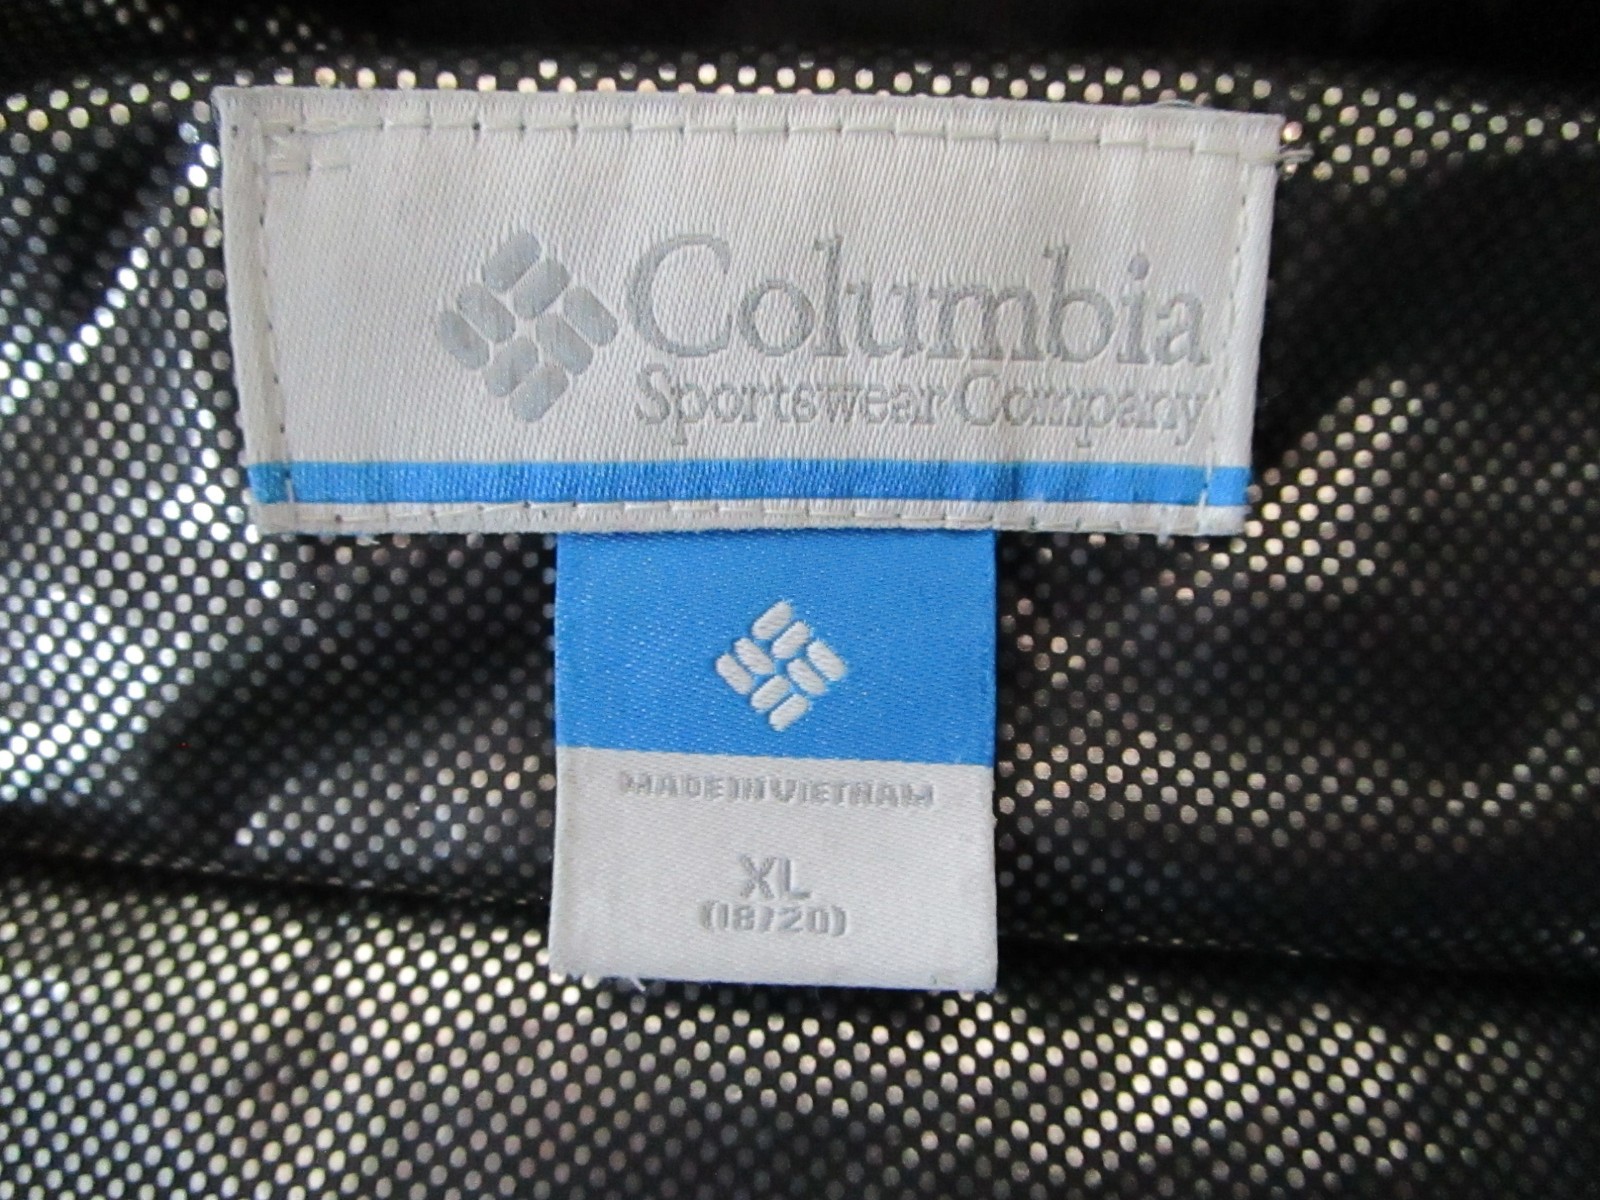 Columbia
Sportswear Company
MADE IN VIETNAM
XL
(18/20)